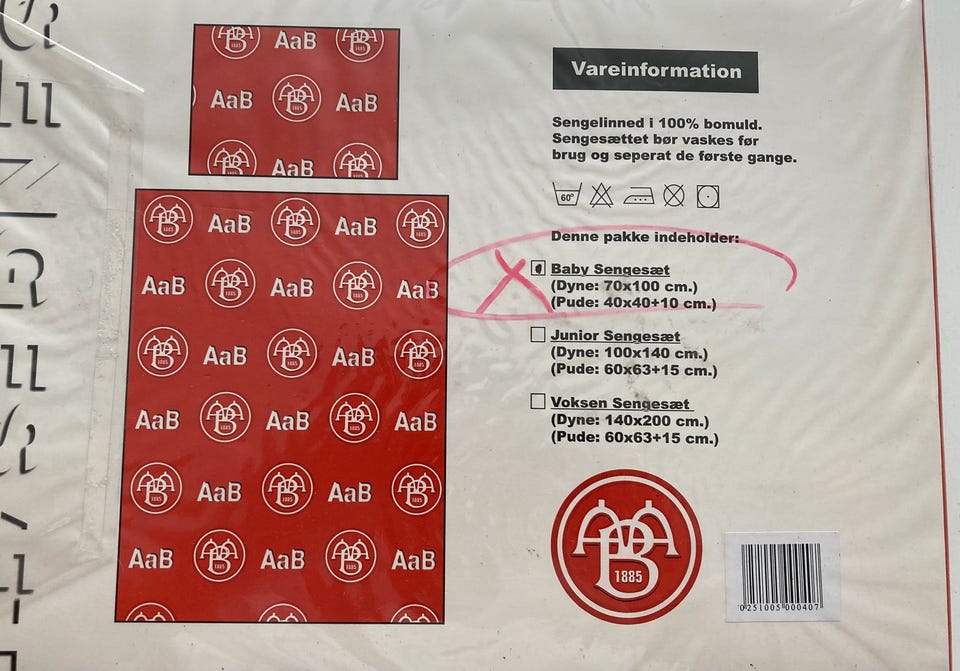 AaB
AaB AaB
AaB
AaB AaB
AaB AaB AaB
AaB AaB
AaB AaB AaB
AaB AaB
AaB AaB AaB
Vareinformation
Sengelinned i 100% bomuld.
Sengesættet bør vaskes før
brug og seperat de første gange.
60°
Denne pakke indeholder:
Baby Sengesæt
(Dyne: 70x100 cm.)
(Pude: 40x40+10 cm.)
Junior Sengesæt
(Dyne: 100x140 cm.)
(Pude: 60x63+15 cm.)
Voksen Sengesæt
(Dyne: 140x200 cm.)
(Pude: 60x63+15 cm.)
1885
0251005000407